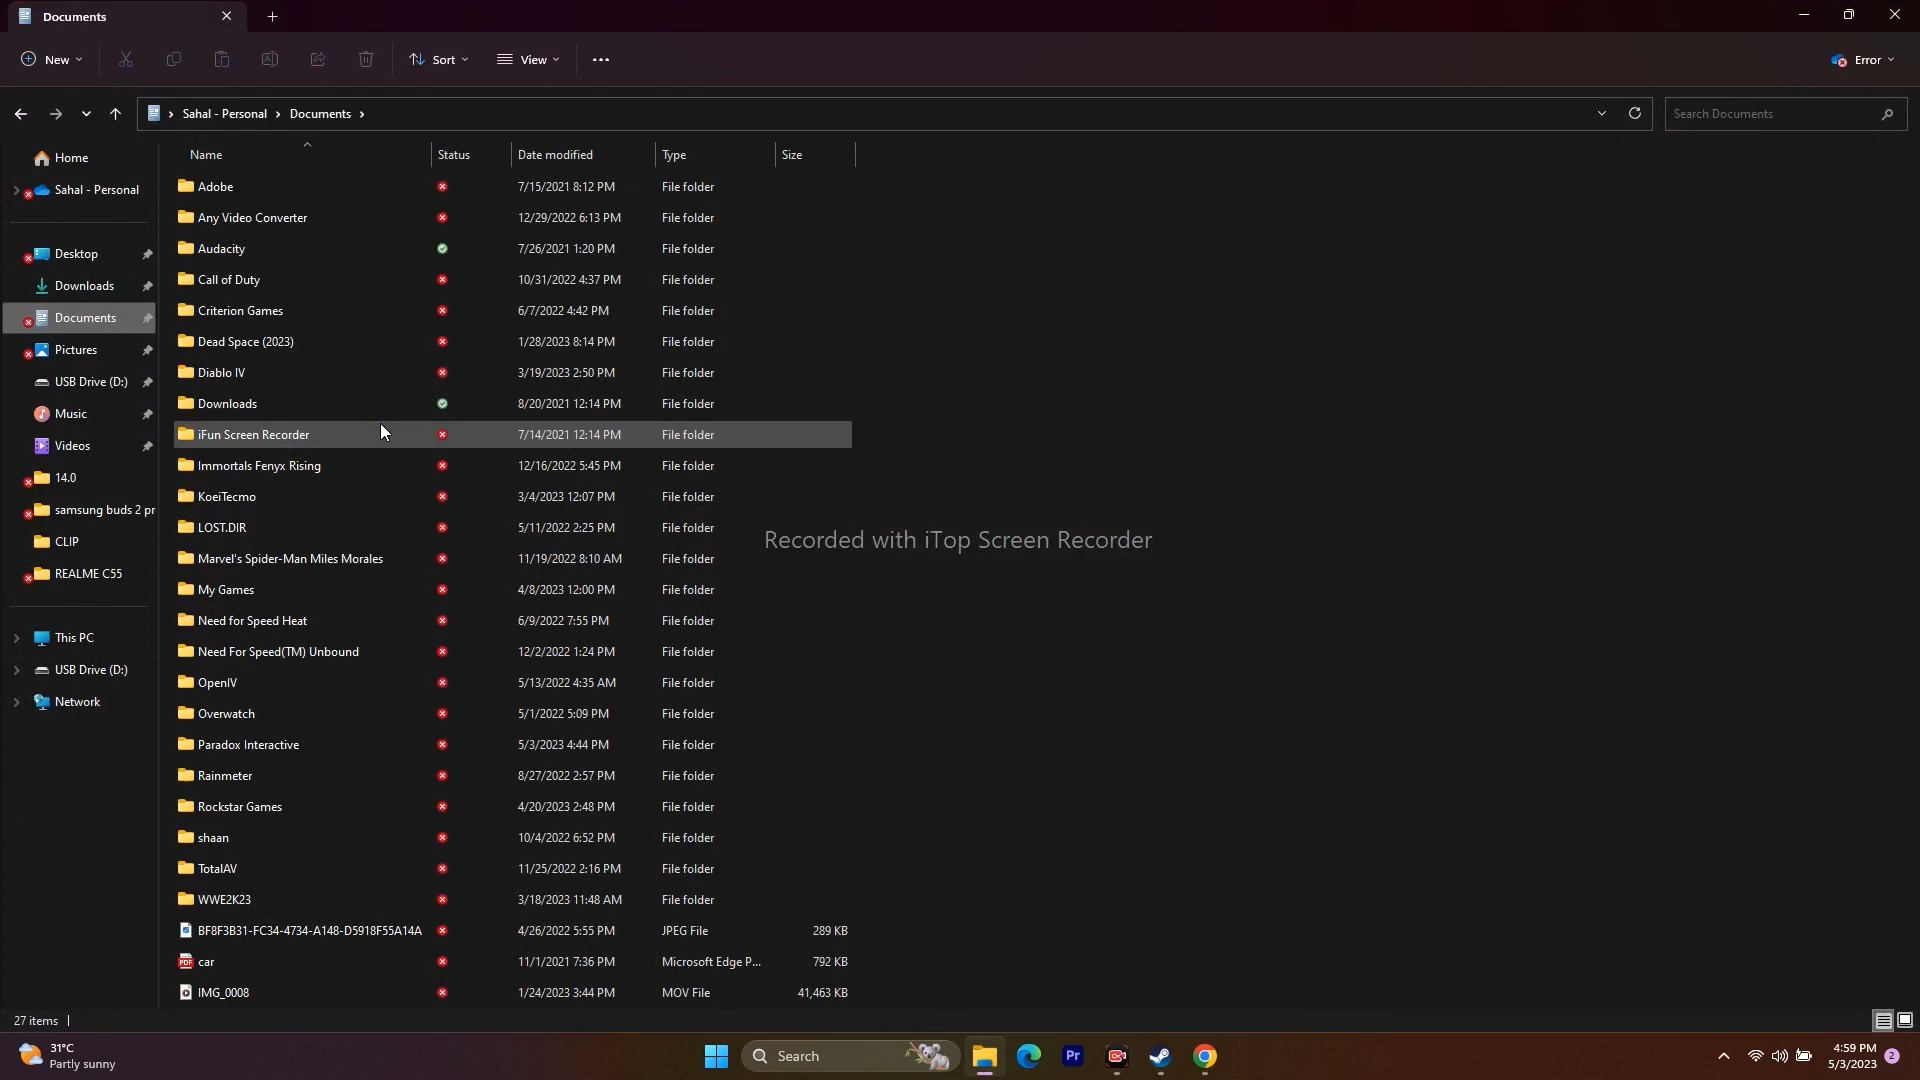 Documents
New
Sort
View
Error
Sahal - Personal
Documents
Search Documents
Home
Sahal - Personal
Desktop
Downloads
Documents
Pictures
USB Drive (D:)
Music
Videos
14.0
samsung buds 2 pr
CLIP
REALME C55
This PC
USB Drive (D:)
Network
Name Status Date modified Type Size
Adobe 7/15/2021 8:12 PM File folder
Any Video Converter 12/29/2022 6:13 PM File folder
Audacity 7/26/2021 1:20 PM File folder
Call of Duty 10/31/2022 4:37 PM File folder
Criterion Games 6/7/2022 4:42 PM File folder
Dead Space (2023) 1/28/2023 8:14 PM File folder
Diablo IV 3/19/2023 2:50 PM File folder
Downloads 8/20/2021 12:14 PM File folder
iFun Screen Recorder 7/14/2021 12:14 PM File folder
Immortals Fenyx Rising 12/16/2022 5:45 PM File folder
KoeiTecmo 3/4/2023 12:07 PM File folder
LOST.DIR 5/11/2022 2:25 PM File folder
Marvel's Spider-Man Miles Morales 11/19/2022 8:10 AM File folder
My Games 4/8/2023 12:00 PM File folder
Need for Speed Heat 6/9/2022 7:55 PM File folder
Need For Speed(TM) Unbound 12/2/2022 1:24 PM File folder
OpenIV 5/13/2022 4:35 AM File folder
Overwatch 5/1/2022 5:09 PM File folder
Paradox Interactive 5/3/2023 4:44 PM File folder
Rainmeter 8/27/2022 2:57 PM File folder
Rockstar Games 4/20/2023 2:48 PM File folder
shaan 10/4/2022 6:52 PM File folder
TotalAV 11/25/2022 2:16 PM File folder
WWE2K23 3/18/2023 11:48 AM File folder
BF8F3B31-FC34-4734-A148-D5918F55A14A 4/26/2022 5:55 PM JPEG File 289 KB
car 11/1/2021 7:36 PM Microsoft Edge P... 792 KB
IMG_0008 1/24/2023 3:44 PM MOV File 41,463 KB
Recorded with iTop Screen Recorder
27 items
31°C
Partly sunny
Search
Pr
4:59 PM
5/3/2023
2